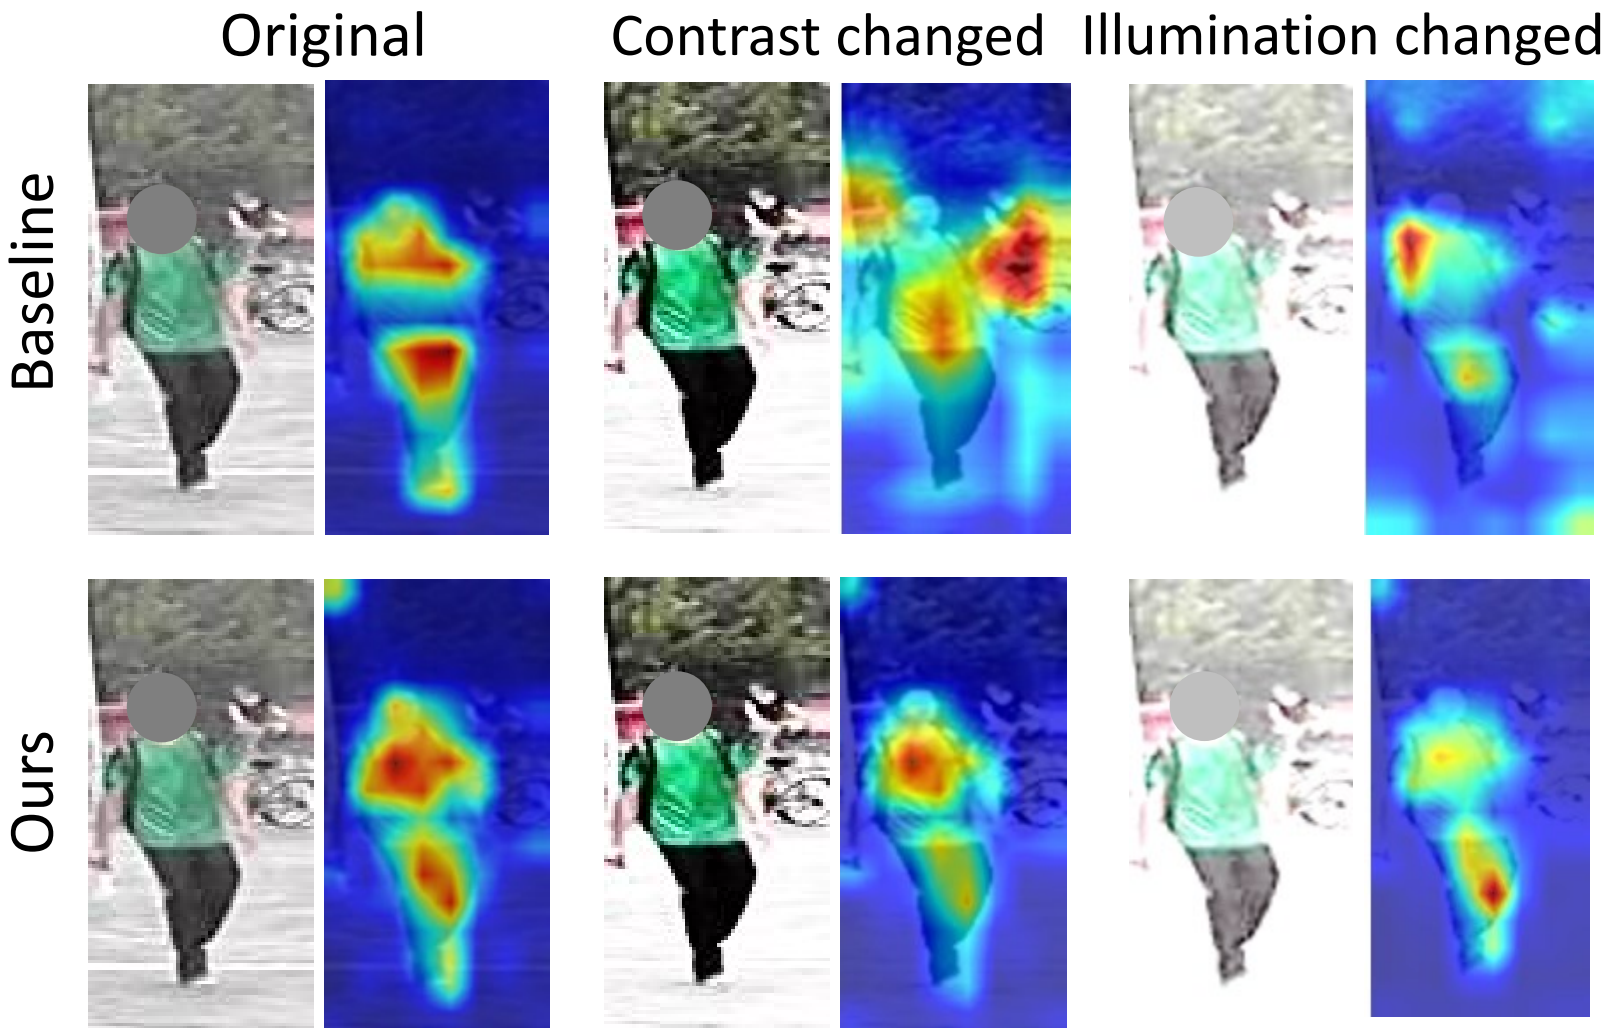 Original
Contrast changed
Illumination changed
Baseline
Ours